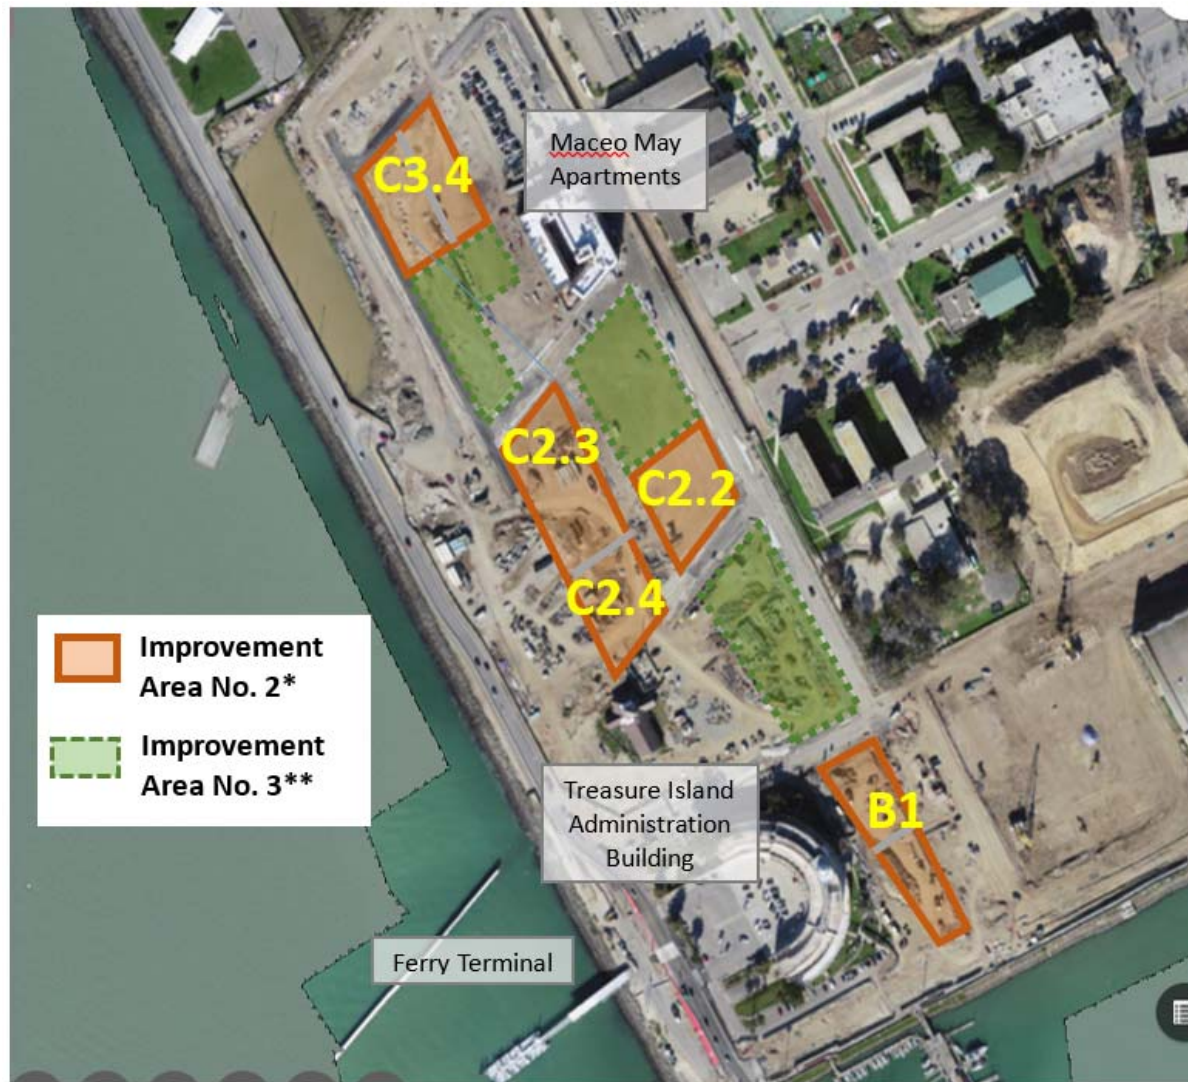 Maceo May
Apartments
C3.4
C2.3
C2.2
C2.4
Improvement
Area No. 2*
Improvement
Area No. 3**
Treasure Island
Administration
Building
B1
Ferry Terminal